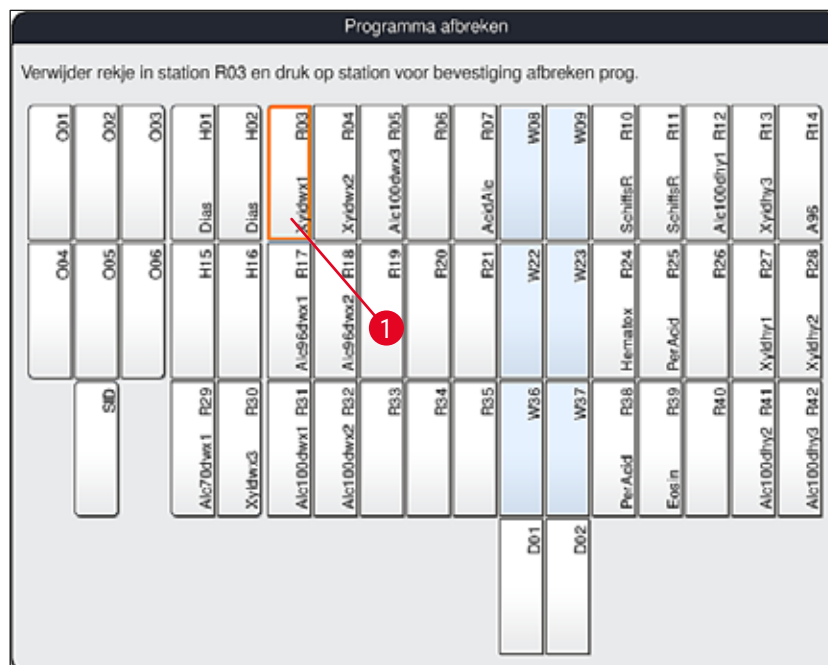 Programma afbreken
Verwijder rekje in station R03 en druk op station voor bevestiging afbreken prog.
O01
O02
O03
H01 Dias
H02 Dias
R03 Xyldwx1
R04 Xyldwx2
R05 Alc100dwx3
R06
R07 AcidAlc
W08
W09
R10 SchiffsR
R11 SchiffsR
R12 Alc100dhy1
R13 Xyldhy3
R14 A96
O04
O05
O06
H15
H16
R17 Alc96dwx1
R18 Alc96dwx2
R19
R20
R21
W22
W23
R24 Hematox
R25 PerAcid
R26
R27 Xyldhy1
R28 Xyldhy2
1
SID
R29 Alc70dwx1
R30 Xyldwx3
R31 Alc100dwx1
R32 Alc100dwx2
R33
R34
R35
W36
W37
R38 PerAcid
R39 Eosin
R40
R41 Alc100dhy2
R42 Alc100dhy3
D01
D02